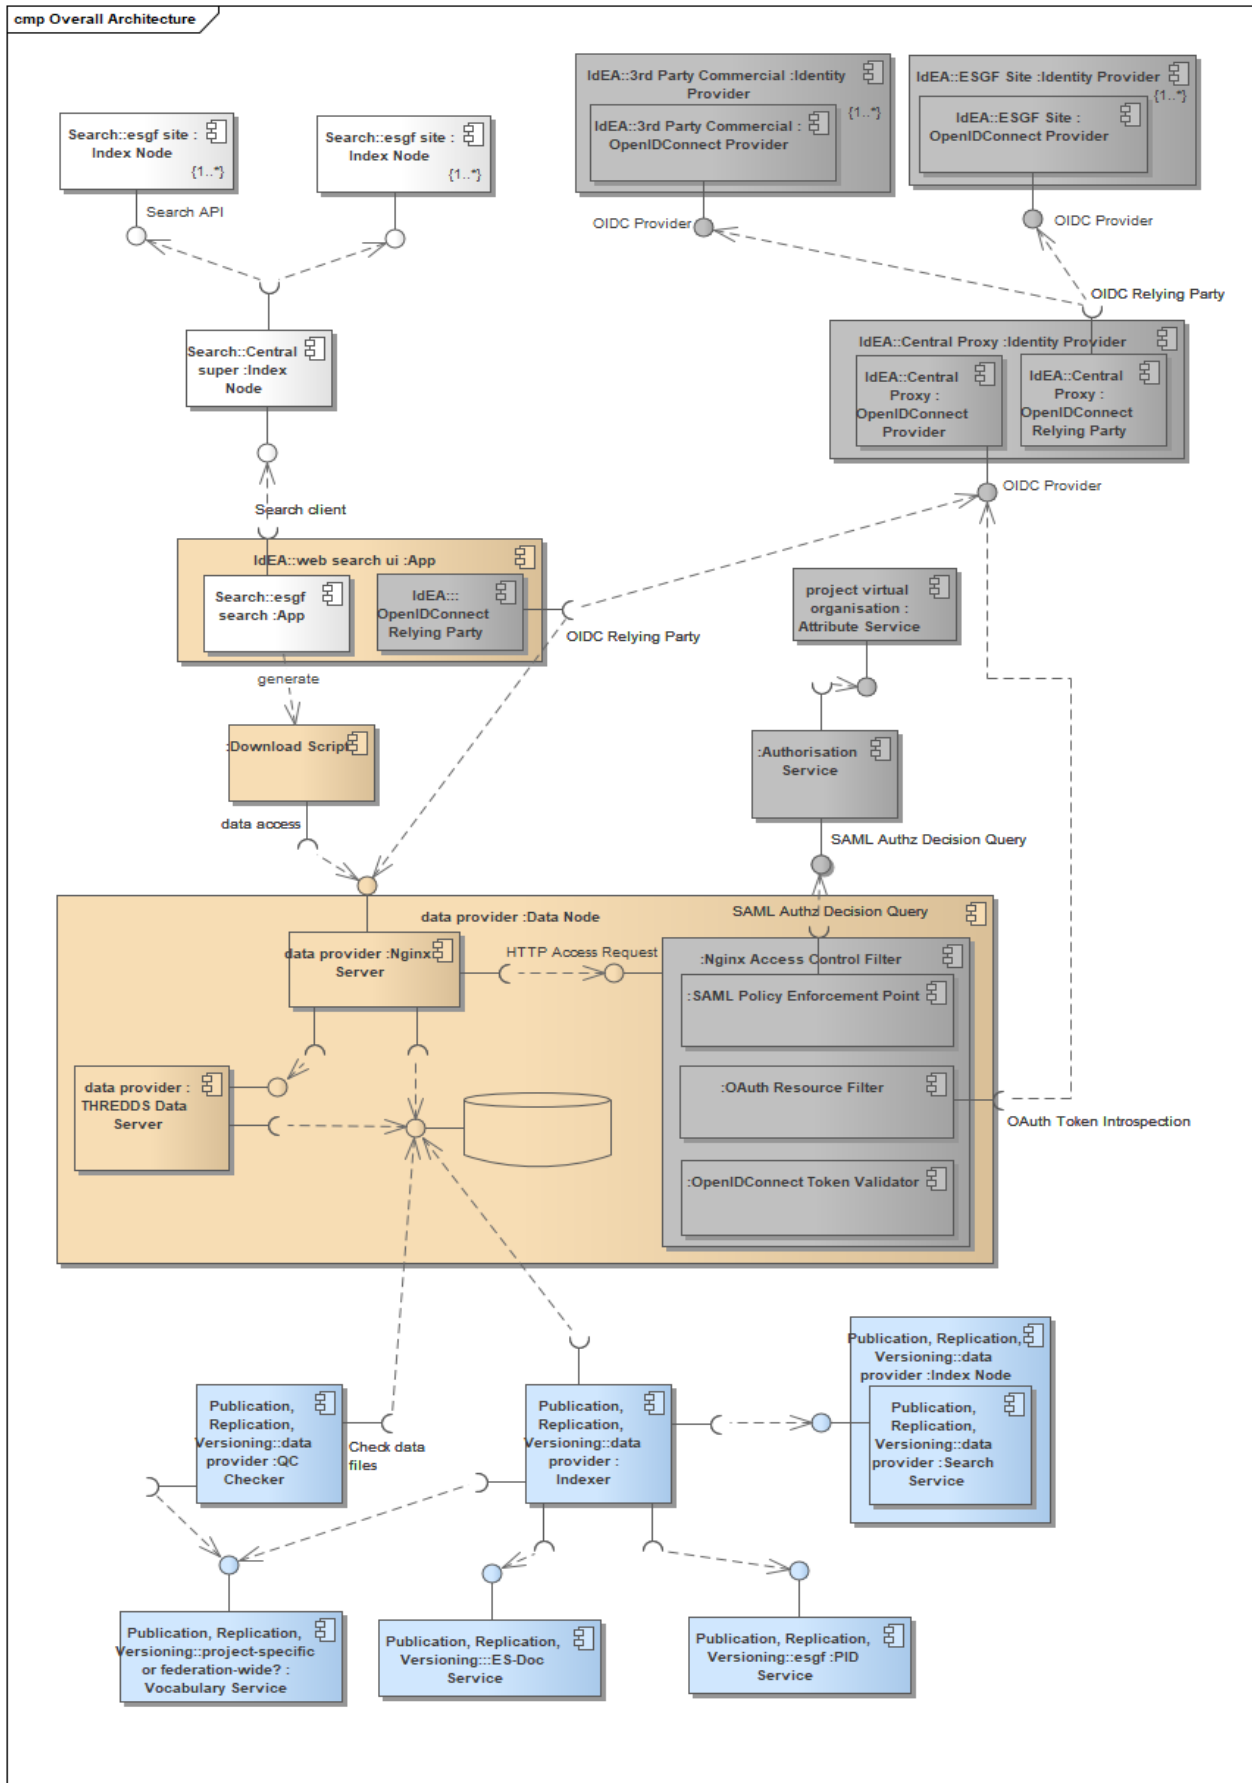 cmp Overall Architecture
IdEA::3rd Party Commercial :Identity
Provider
{1..*}
IdEA::3rd Party Commercial :
OpenIDConnect Provider
IdEA::ESGF Site :Identity Provider
{1..*}
IdEA::ESGF Site :
OpenIDConnect Provider
Search::esgf site :
Index Node
{1..*}
Search::esgf site :
Index Node
{1..*}
Search API
OIDC Provider
OIDC Provider
OIDC Relying Party
Search::Central
super :Index
Node
IdEA::Central Proxy :Identity Provider
IdEA::Central
Proxy :
OpenIDConnect
Provider
IdEA::Central
Proxy :
OpenIDConnect
Relying Party
OIDC Provider
Search client
IdEA::web search ui :App
Search::esgf
search :App
IdEA:::
OpenIDConnect
Relying Party
OIDC Relying Party
project virtual
organisation :
Attribute Service
generate
:Download Script
:Authorisation
Service
data access
SAML Authz Decision Query
data provider :Data Node
SAML Authz Decision Query
data provider :Nginx
Server
HTTP Access Request
:Nginx Access Control Filter
:SAML Policy Enforcement Point
data provider :
THREDDS Data
Server
:OAuth Resource Filter
OAuth Token Introspection
:OpenIDConnect Token Validator
Publication, Replication,
Versioning::data
provider :Index Node
Publication,
Replication,
Versioning::data
provider :Search
Service
Publication,
Replication,
Versioning::data
provider :QC
Checker
Check data
files
Publication,
Replication,
Versioning::data
provider :
Indexer
Publication, Replication,
Versioning::project-specific
or federation-wide? :
Vocabulary Service
Publication, Replication,
Versioning:::ES-Doc
Service
Publication, Replication,
Versioning::esgf :PID
Service